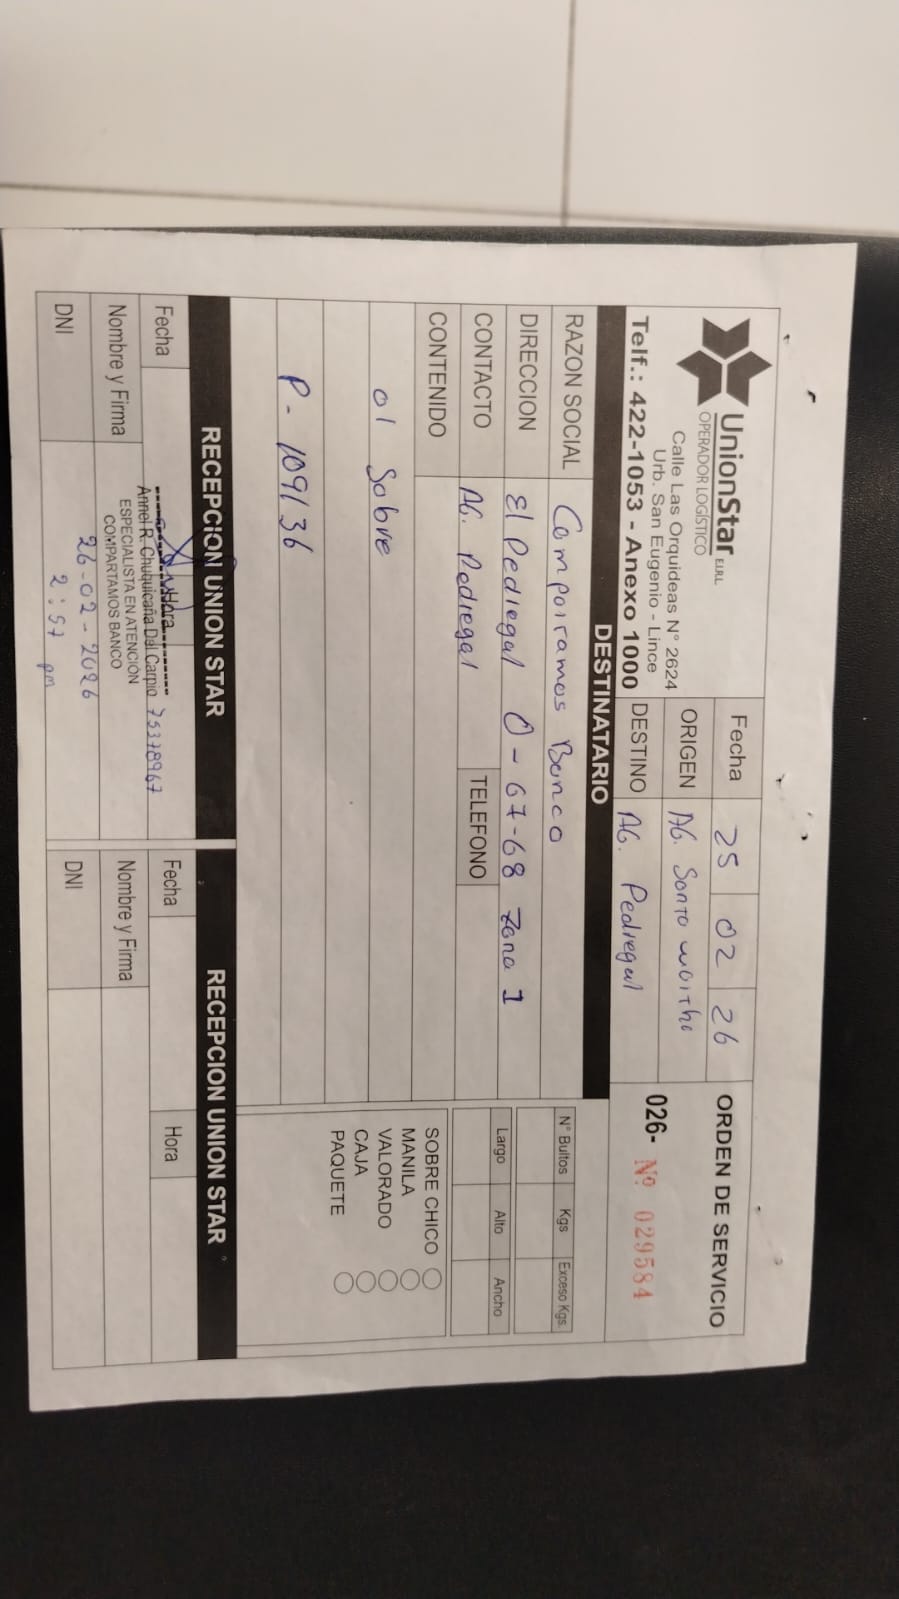 UnionStar E.I.R.L.
OPERADOR LOGÍSTICO
Calle Las Orquideas N° 2624
Urb. San Eugenio - Lince
Telf.: 422-1053 - Anexo 1000
Fecha 25 02 26
ORIGEN AG. Santo
DESTINO AG. Pedregal
ORDEN DE SERVICIO
026- Nº 029584
DESTINATARIO
RAZON SOCIAL Compartamos Banco
DIRECCION El Pedregal O - 67-68 Zona 1
CONTACTO AG. Pedregal TELEFONO
CONTENIDO
01 Sobre
P- 109136
N° Bultos Kgs Exceso Kgs.
Largo Alto Ancho
SOBRE CHICO
MANILA
VALORADO
CAJA
PAQUETE
RECEPCION UNION STAR
Fecha Hora
Nombre y Firma
Annel R. Chuquicaña Del Carpio 75378967
ESPECIALISTA EN ATENCIÓN
COMPARTAMOS BANCO
DNI
26-02-2026
2:57 pm
RECEPCION UNION STAR
Fecha Hora
Nombre y Firma
DNI